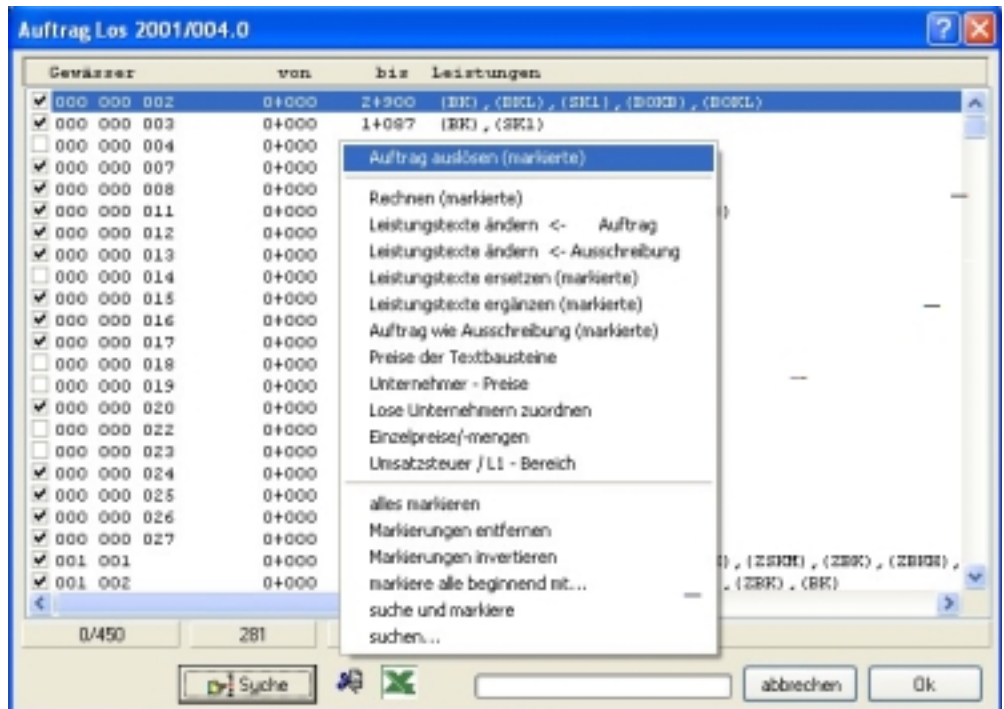 Auftrag Los 2001/004.0
Gewässer von bis Leistungen
000 000 002 0+000 2+900 (BK),(BKL),(SK1),(BOKB),(BOKL)
000 000 003 0+000 1+087 (BK),(SK1)
000 000 004 0+000
000 000 007 0+000
000 000 008 0+000
000 000 011 0+000
000 000 012 0+000
000 000 013 0+000
000 000 014 0+000
000 000 015 0+000
000 000 016 0+000
000 000 017 0+000
000 000 018 0+000
000 000 019 0+000
000 000 020 0+000
000 000 022 0+000
000 000 023 0+000
000 000 024 0+000
000 000 025 0+000
000 000 026 0+000
000 000 027 0+000
001 001 0+000 ),(ZSKM),(ZBK),(ZBKB),
001 002 0+000 ,(ZBK),(BK)
Auftrag auslösen (markierte)
Rechnen (markierte)
Leistungstexte ändern <- Auftrag
Leistungstexte ändern <- Ausschreibung
Leistungstexte ersetzen (markierte)
Leistungstexte ergänzen (markierte)
Auftrag wie Ausschreibung (markierte)
Preise der Textbausteine
Unternehmer - Preise
Lose Unternehmern zuordnen
Einzelpreise/-mengen
Umsatzsteuer / L1 - Bereich
alles markieren
Markierungen entfernen
Markierungen invertieren
markiere alle beginnend mit...
suche und markiere
suchen...
0/450 281
Suche abbrechen Ok